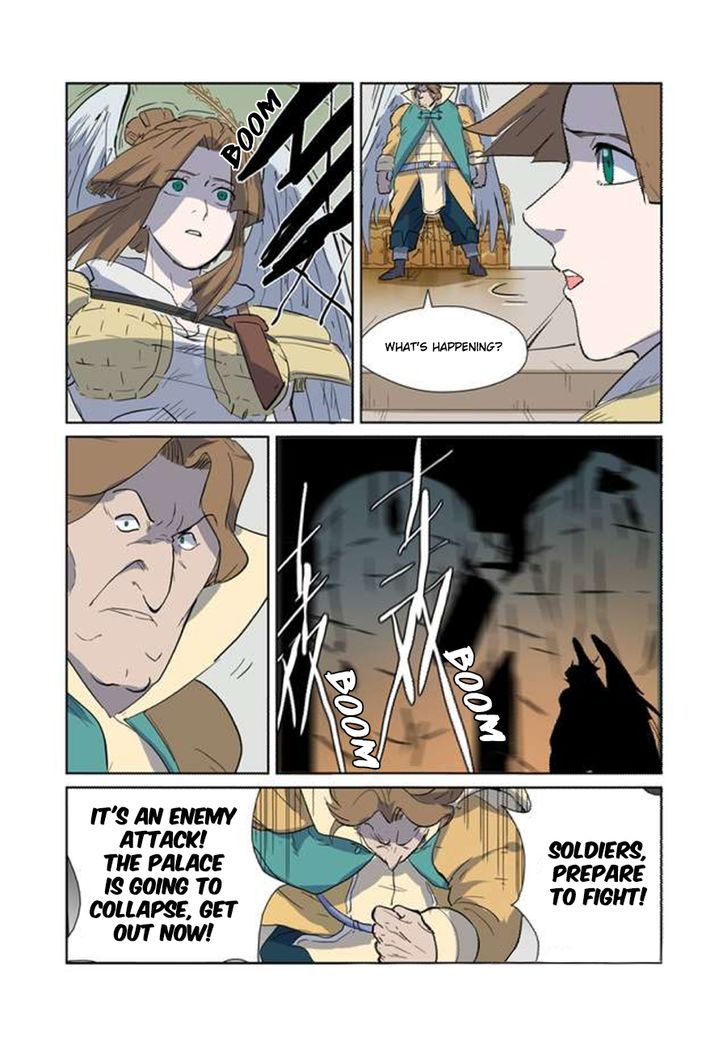 BOOM
BOOM
WHAT'S HAPPENING?
BOOM
BOOM
IT'S AN ENEMY
ATTACK!
THE PALACE
IS GOING TO
COLLAPSE, GET
OUT NOW!
SOLDIERS,
PREPARE
TO FIGHT!